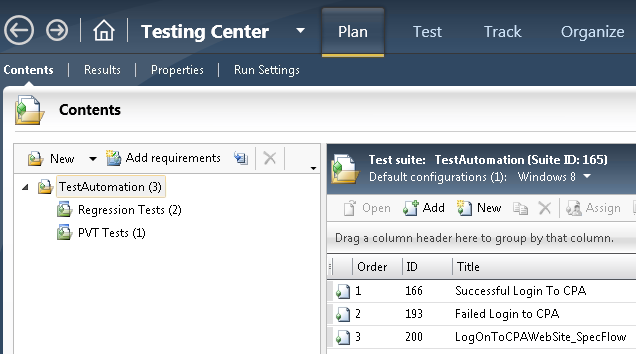 Testing Center Plan Test Track Organize
Contents Results Properties Run Settings
Contents
New Add requirements
TestAutomation (3)
Regression Tests (2)
PVT Tests (1)
Test suite: TestAutomation (Suite ID: 165)
Default configurations (1): Windows 8
Open Add New Assign
Drag a column header here to group by that column.
Order ID Title
1 166 Successful Login To CPA
2 193 Failed Login to CPA
3 200 LogOnToCPAWebSite_SpecFlow